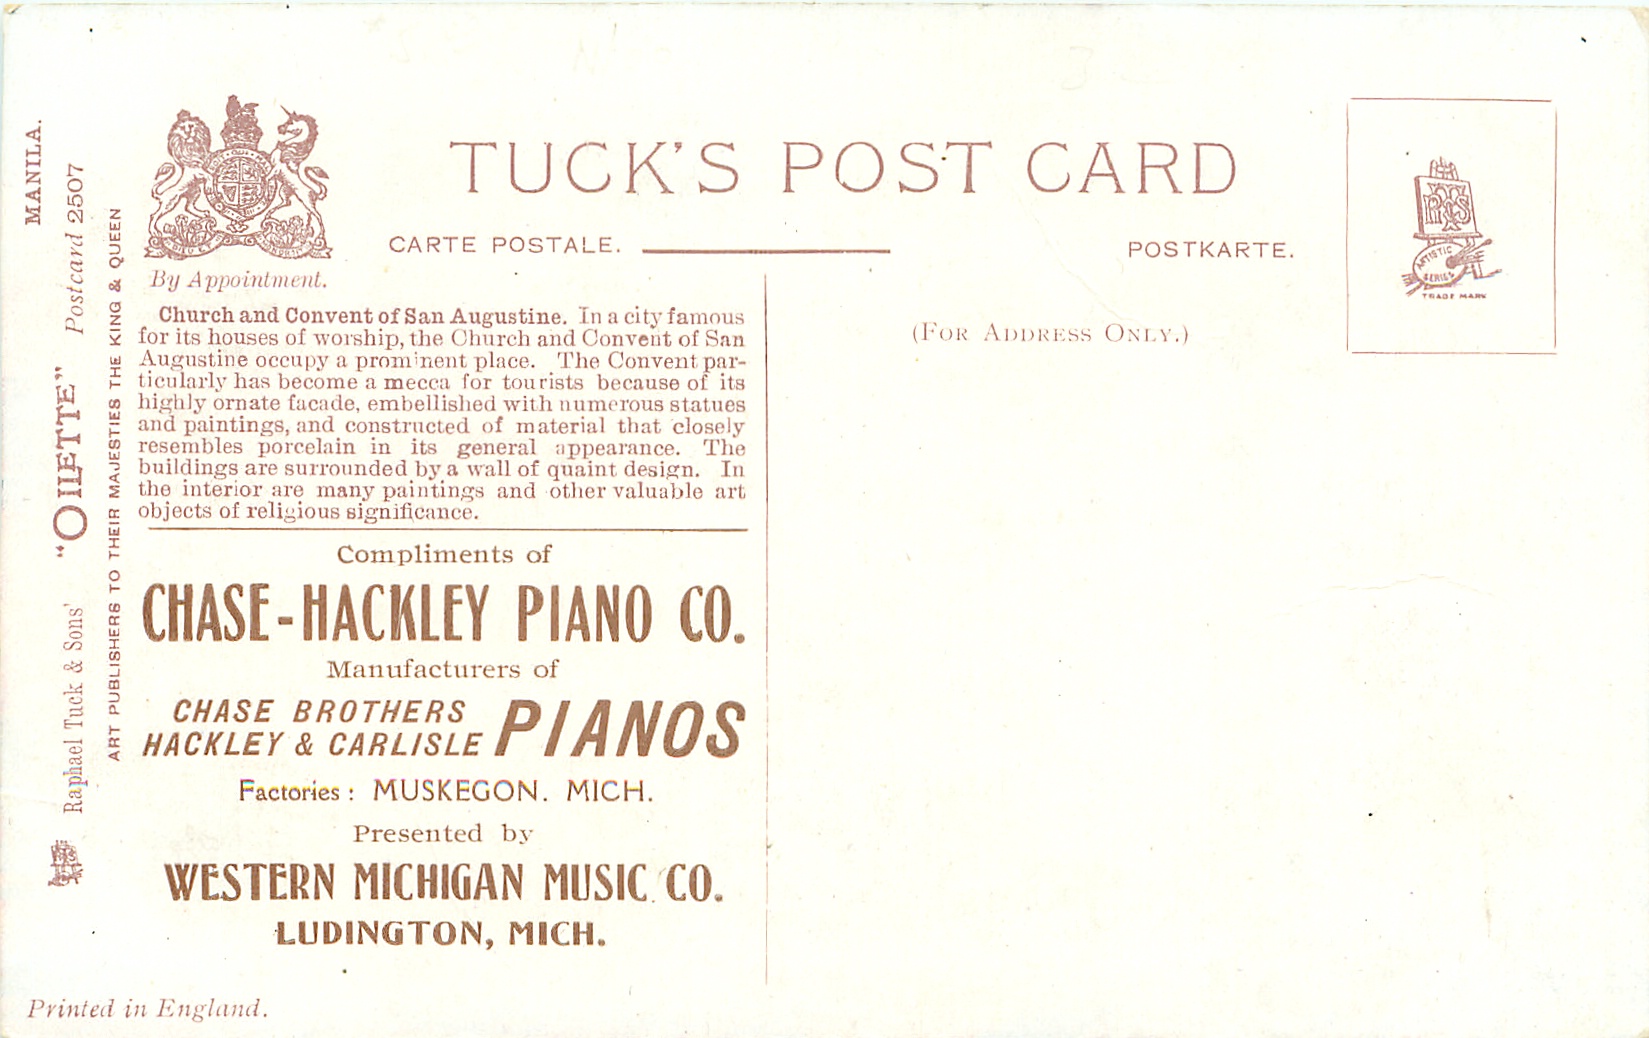 MANILA.
Raphael Tuck & Sons' "OILETTE" Postcard 2507
ART PUBLISHERS TO THEIR MAJESTIES THE KING & QUEEN
By Appointment.
TUCK'S POST CARD
CARTE POSTALE.
POSTKARTE.
(FOR ADDRESS ONLY.)
ARTISTIC
SERIES
TRADE MARK
Church and Convent of San Augustine. In a city famous
for its houses of worship, the Church and Convent of San
Augustine occupy a prominent place. The Convent par-
ticularly has become a mecca for tourists because of its
highly ornate facade, embellished with numerous statues
and paintings, and constructed of material that closely
resembles porcelain in its general appearance. The
buildings are surrounded by a wall of quaint design. In
the interior are many paintings and other valuable art
objects of religious significance.
Compliments of
CHASE-HACKLEY PIANO CO.
Manufacturers of
CHASE BROTHERS
HACKLEY & CARLISLE PIANOS
Factories: MUSKEGON. MICH.
Presented by
WESTERN MICHIGAN MUSIC CO.
LUDINGTON, MICH.
Printed in England.